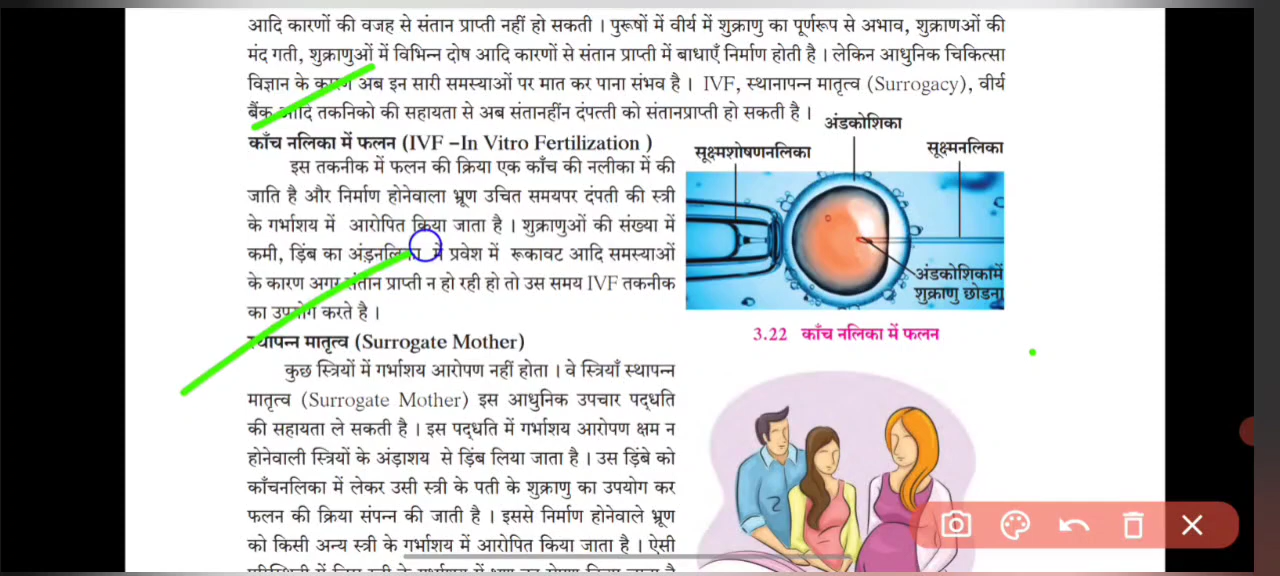 आदि कारणों की वजह से संतान प्राप्ती नहीं हो सकती । पुरूषों में वीर्य में शुक्राणु का पूर्णरूप से अभाव, शुक्राणओं की
मंद गती, शुक्राणुओं में विभिन्न दोष आदि कारणों से संतान प्राप्ती में बाधाएँ निर्माण होती है । लेकिन आधुनिक चिकित्सा
विज्ञान के कारण अब इन सारी समस्याओं पर मात कर पाना संभव है । IVF, स्थानापन्न मातृत्व (Surrogacy), वीर्य
बैंक आदि तकनिको की सहायता से अब संतानहीन दंपत्ती को संतानप्राप्ती हो सकती है ।
काँच नलिका में फलन (IVF –In Vitro Fertilization )
इस तकनीक में फलन की क्रिया एक काँच की नलीका में की
जाति है और निर्माण होनेवाला भ्रूण उचित समयपर दंपती की स्त्री
के गर्भाशय में आरोपित किया जाता है । शुक्राणुओं की संख्या में
कमी, डिंब का अंड़नलिका में प्रवेश में रूकावट आदि समस्याओं
के कारण अगर संतान प्राप्ती न हो रही हो तो उस समय IVF तकनीक
का उपयोग करते है ।
अंडकोशिका
सूक्ष्मशोषणनलिका
सूक्ष्मनलिका
अंडकोशिकामें
शुक्राणु छोडना
3.22 काँच नलिका में फलन
स्थापन्न मातृत्व (Surrogate Mother)
कुछ स्त्रियों में गर्भाशय आरोपण नहीं होता । वे स्त्रियाँ स्थापन्न
मातृत्व (Surrogate Mother) इस आधुनिक उपचार पद्धति
की सहायता ले सकती है । इस पद्धति में गर्भाशय आरोपण क्षम न
होनेवाली स्त्रियों के अंड़ाशय से डिंब लिया जाता है । उस डिंबे को
काँचनलिका में लेकर उसी स्त्री के पती के शुक्राणु का उपयोग कर
फलन की क्रिया संपन्न की जाती है । इससे निर्माण होनेवाले भ्रूण
को किसी अन्य स्त्री के गर्भाशय में आरोपित किया जाता है । ऐसी